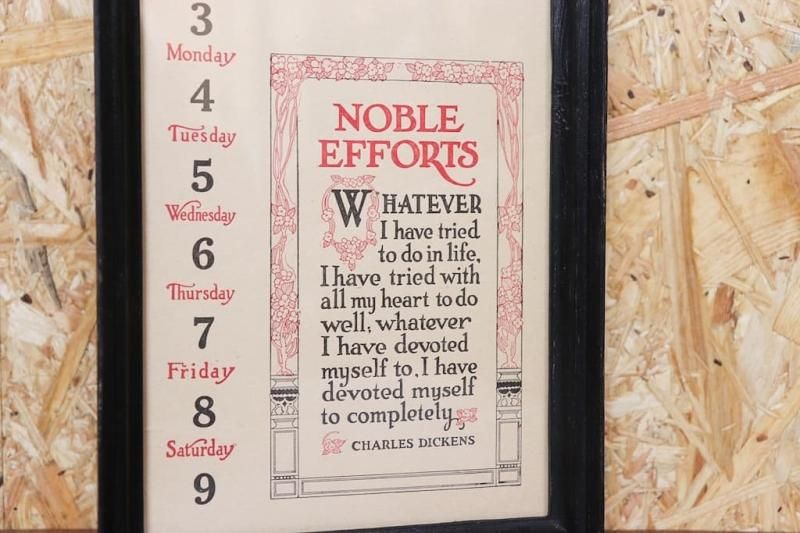 3
Monday
4
Tuesday
5
Wednesday
6
Thursday
7
Friday
8
Saturday
9
NOBLE
EFFORTS
WHATEVER
I have tried
to do in life,
I have tried with
all my heart to do
well; whatever
I have devoted
myself to, I have
devoted myself
to completely
CHARLES DICKENS